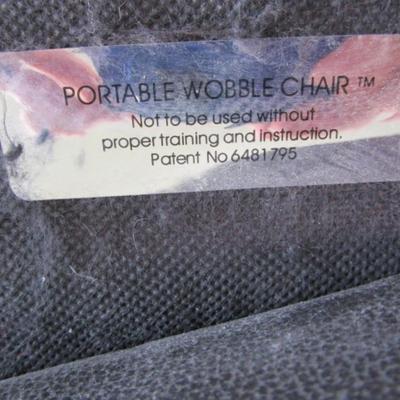 PORTABLE WOBBLE CHAIR ™
Not to be used without
proper training and instruction.
Patent No 6481795